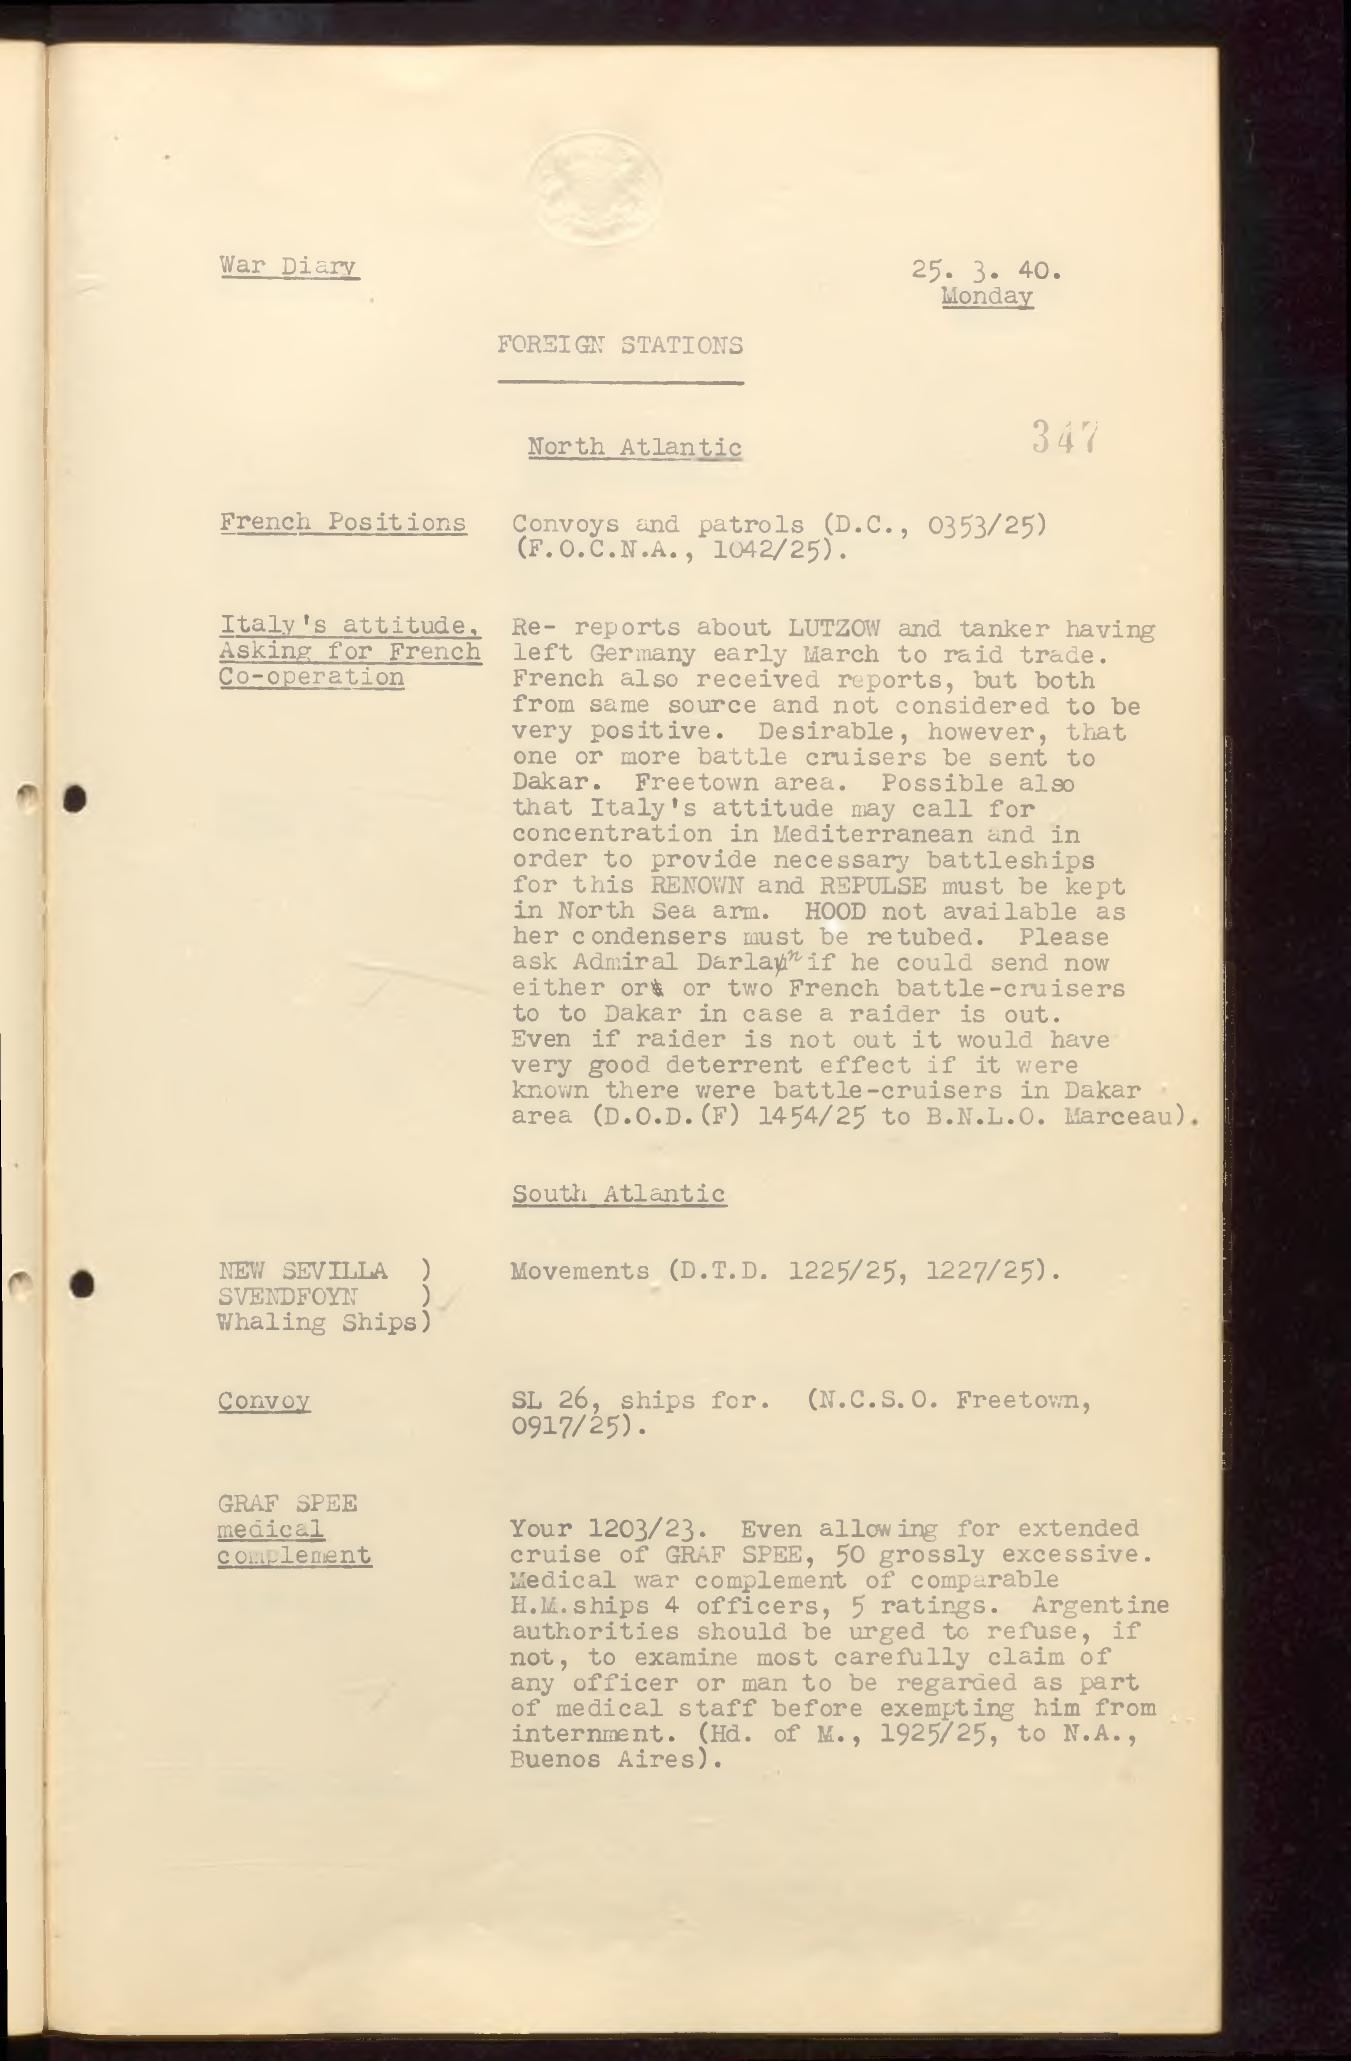 War Diary
25. 3. 40.
Monday
FOREIGN STATIONS
North Atlantic
347
French Positions
Convoys and patrols (D.C., 0353/25)
(F.O.C.N.A., 1042/25).
Italy's attitude,
Asking for French
Co-operation
Re- reports about LUTZOW and tanker having
left Germany early March to raid trade.
French also received reports, but both
from same source and not considered to be
very positive. Desirable, however, that
one or more battle cruisers be sent to
Dakar. Freetown area. Possible also
that Italy's attitude may call for
concentration in Mediterranean and in
order to provide necessary battleships
for this RENOWN and REPULSE must be kept
in North Sea arm. HOOD not available as
her condensers must be retubed. Please
ask Admiral Darlan if he could send now
either or or two French battle-cruisers
to to Dakar in case a raider is out.
Even if raider is not out it would have
very good deterrent effect if it were
known there were battle-cruisers in Dakar
area (D.O.D.(F) 1454/25 to B.N.L.O. Marceau).
South Atlantic
NEW SEVILLA )
SVENDFOYN )
Whaling Ships)
Movements (D.T.D. 1225/25, 1227/25).
Convoy
SL 26, ships for. (N.C.S.O. Freetown,
0917/25).
GRAF SPEE
medical
complement
Your 1203/23. Even allowing for extended
cruise of GRAF SPEE, 50 grossly excessive.
Medical war complement of comparable
H.M.ships 4 officers, 5 ratings. Argentine
authorities should be urged to refuse, if
not, to examine most carefully claim of
any officer or man to be regarded as part
of medical staff before exempting him from
internment. (Hd. of M., 1925/25, to N.A.,
Buenos Aires).